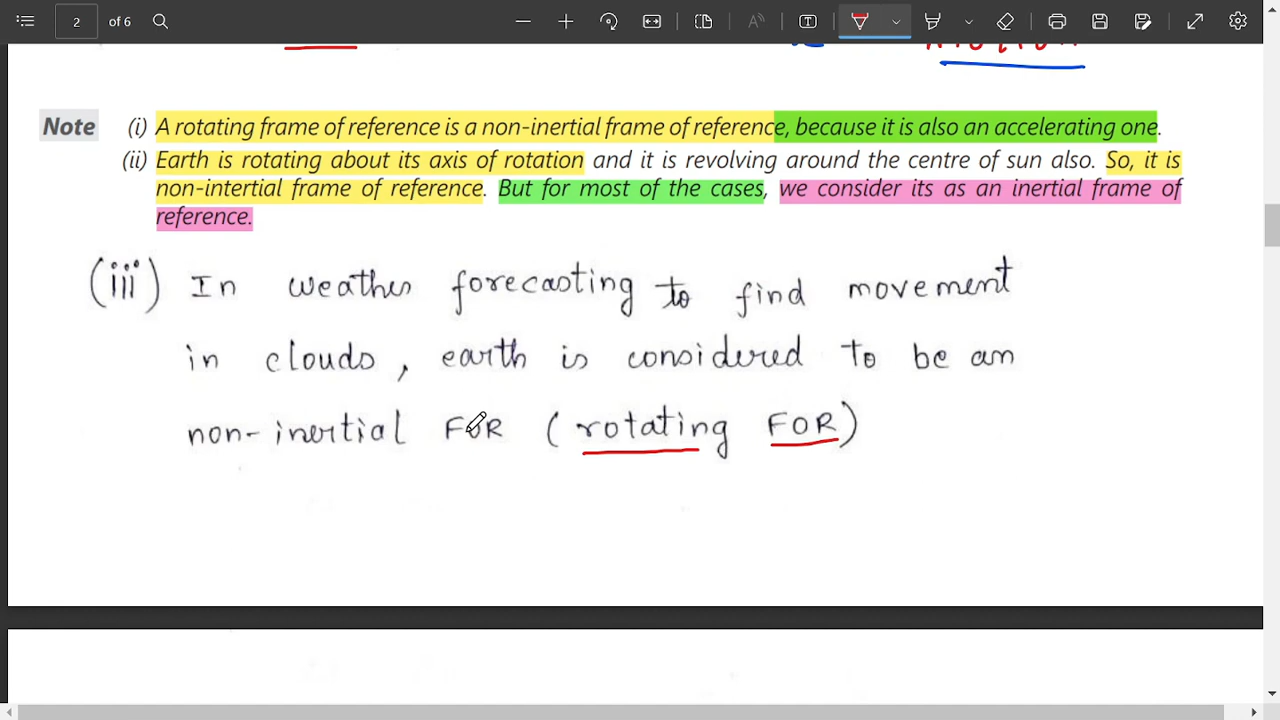 2 of 6
Note (i) A rotating frame of reference is a non-inertial frame of reference, because it is also an accelerating one.
(ii) Earth is rotating about its axis of rotation and it is revolving around the centre of sun also. So, it is
non-intertial frame of reference. But for most of the cases, we consider its as an inertial frame of
reference.
(iii) In weather forecasting to find movement
in clouds, earth is considered to be an
non-inertial FOR (rotating FOR)